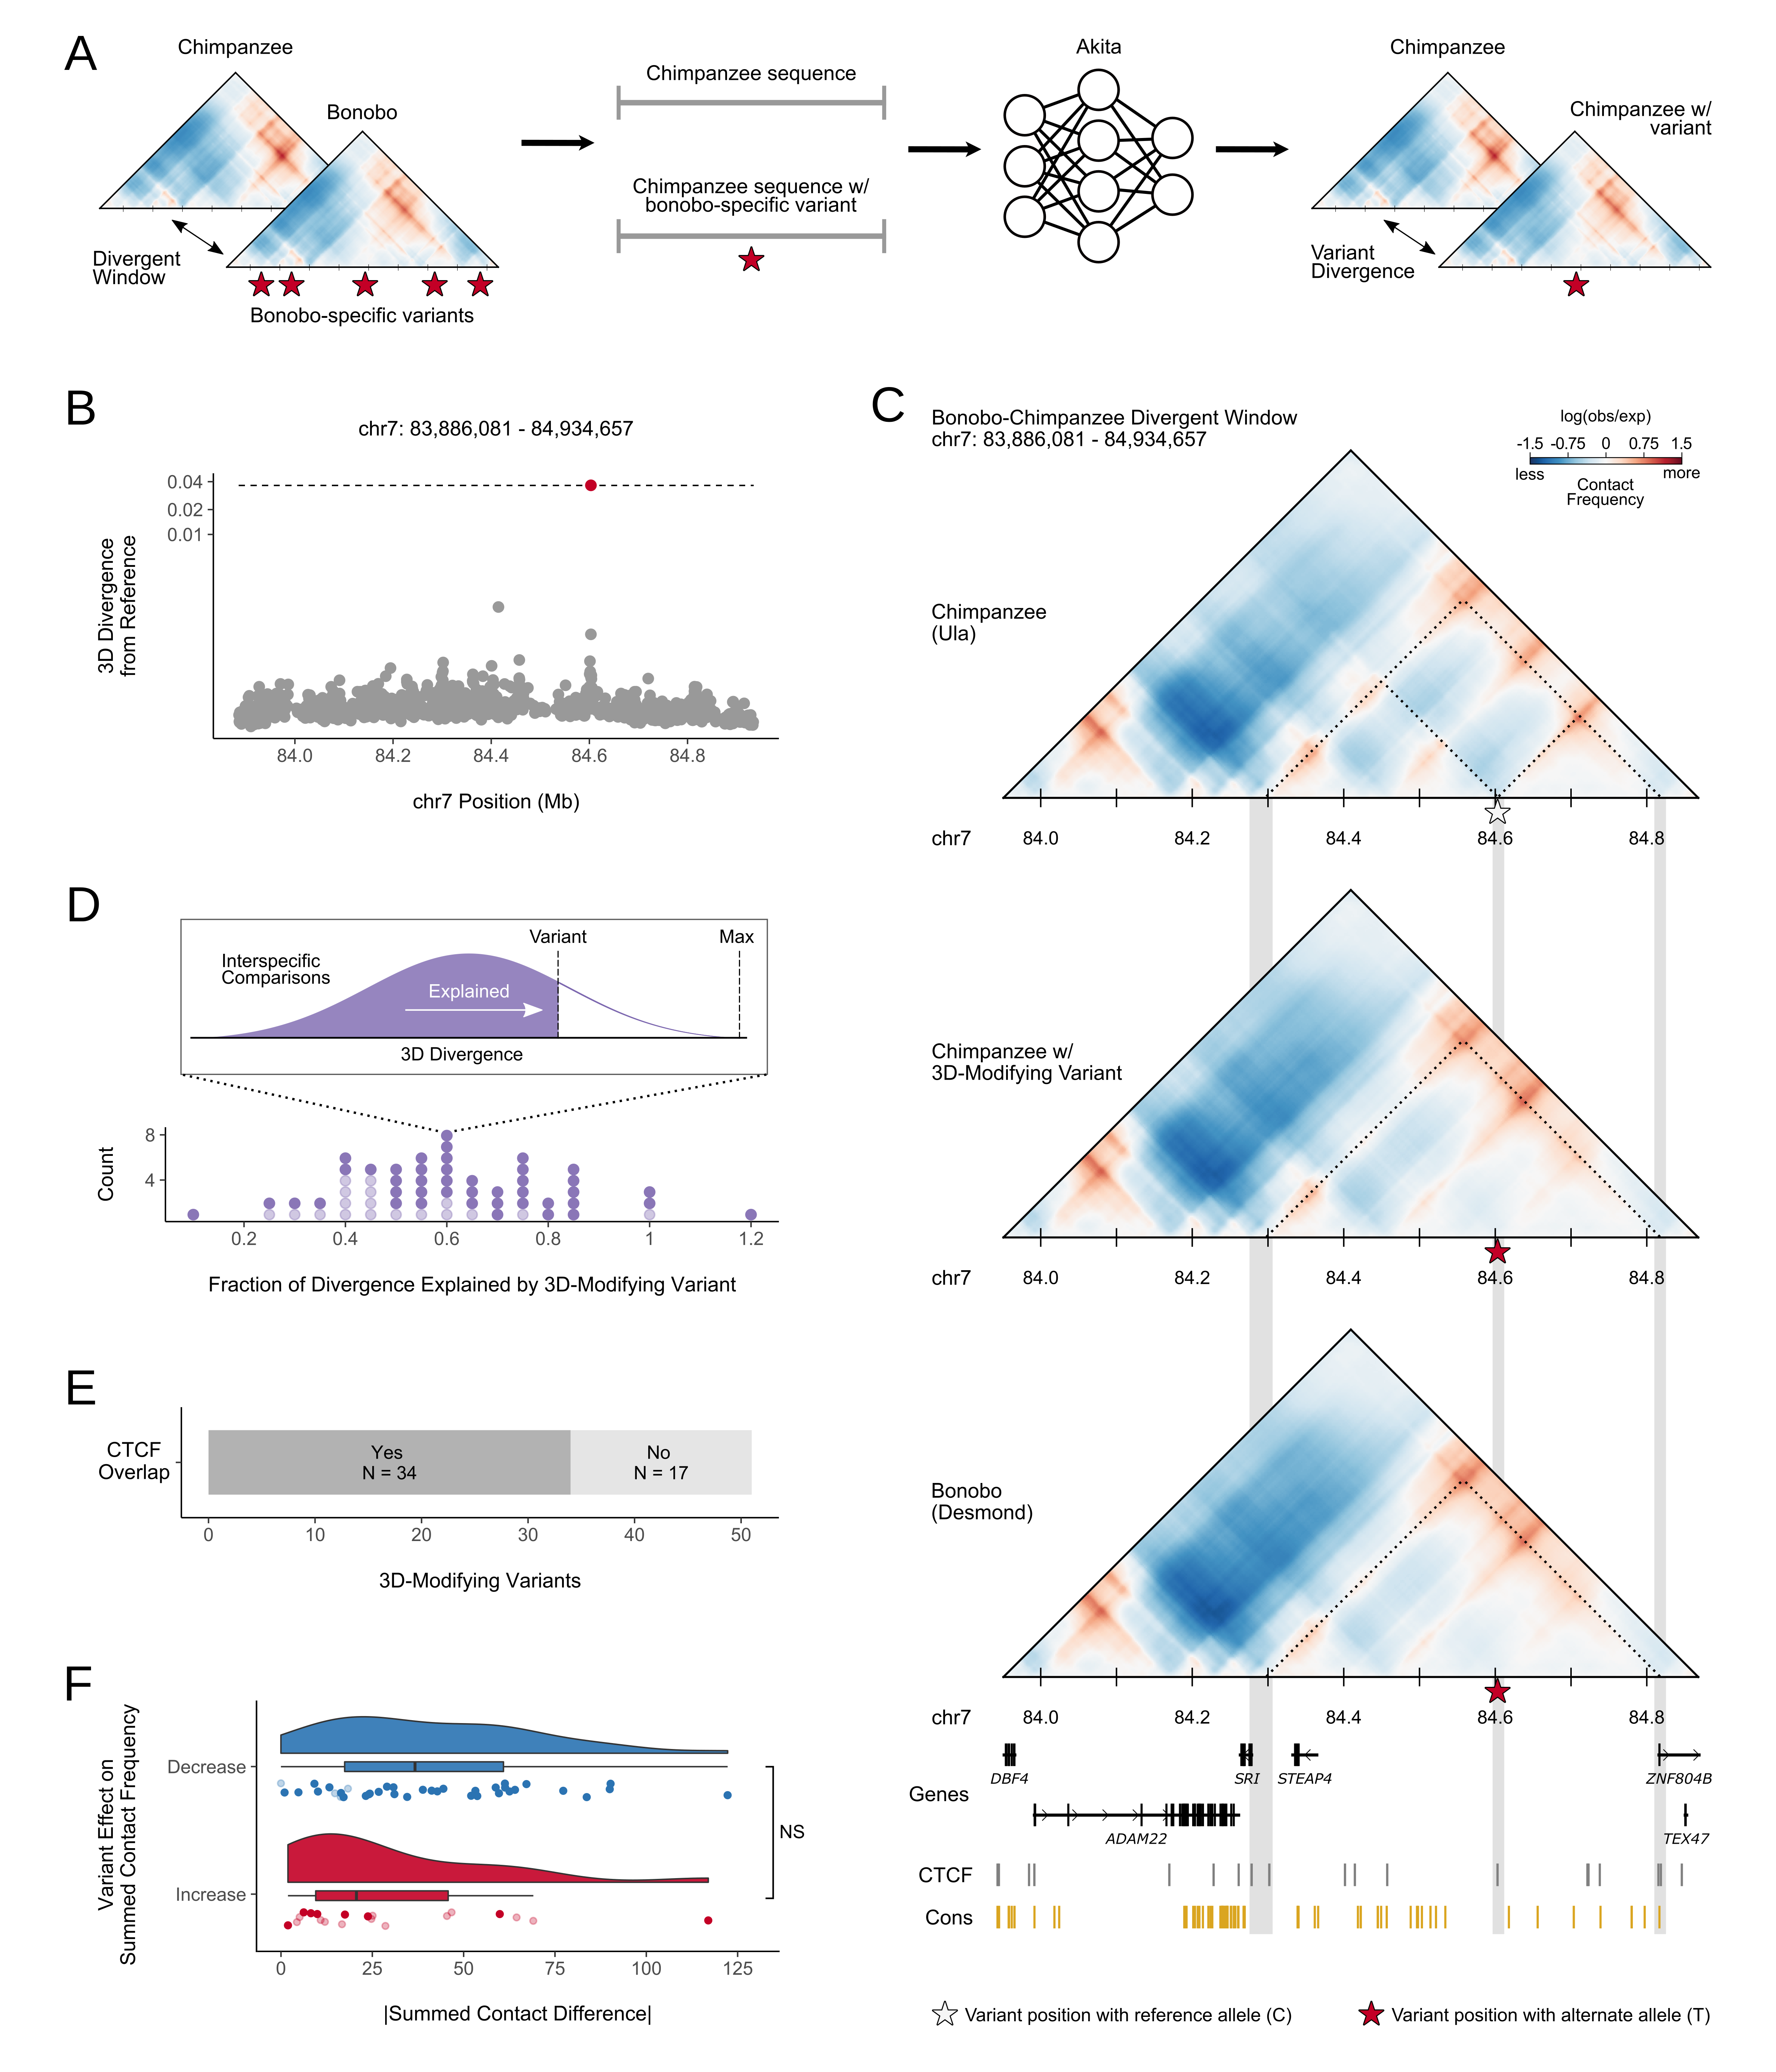 A
Chimpanzee
Bonobo
Divergent
Window
Bonobo-specific variants
Chimpanzee sequence
Chimpanzee sequence w/
bonobo-specific variant
Akita
Chimpanzee
Chimpanzee w/
variant
Variant
Divergence
B
chr7: 83,886,081 - 84,934,657
3D Divergence
from Reference
0.04
0.02
0.01
84.0 84.2 84.4 84.6 84.8
chr7 Position (Mb)
C
Bonobo-Chimpanzee Divergent Window
chr7: 83,886,081 - 84,934,657
log(obs/exp)
-1.5 -0.75 0 0.75 1.5
less more
Contact
Frequency
Chimpanzee
(Ula)
chr7 84.0 84.2 84.4 84.6 84.8
Chimpanzee w/
3D-Modifying Variant
chr7 84.0 84.2 84.4 84.6 84.8
Bonobo
(Desmond)
chr7 84.0 84.2 84.4 84.6 84.8
Genes
DBF4 SRI STEAP4 ZNF804B
ADAM22 TEX47
CTCF
Cons
Variant position with reference allele (C) Variant position with alternate allele (T)
D
Interspecific
Comparisons
Variant
Max
Explained
3D Divergence
Count
8
4
0.2 0.4 0.6 0.8 1 1.2
Fraction of Divergence Explained by 3D-Modifying Variant
E
CTCF
Overlap
Yes
N = 34
No
N = 17
0 10 20 30 40 50
3D-Modifying Variants
F
Variant Effect on
Summed Contact Frequency
Decrease
Increase
NS
0 25 50 75 100 125
|Summed Contact Difference|